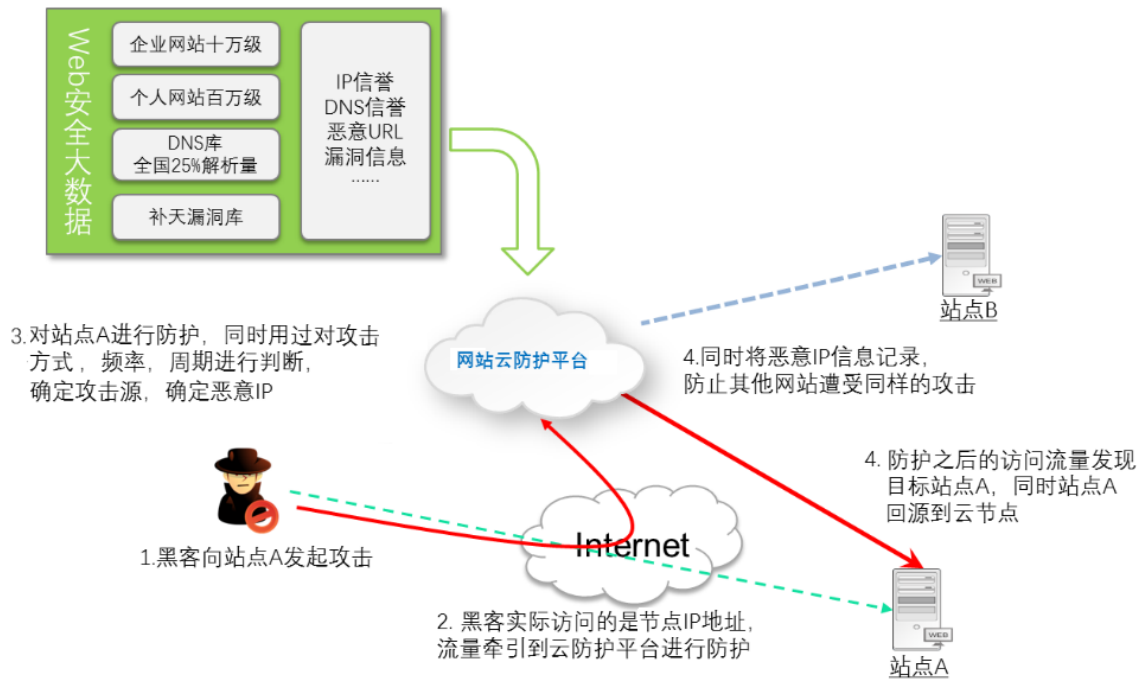 Web安全大数据
企业网站十万级
个人网站百万级
DNS库
全国25%解析量
补天漏洞库
IP信誉
DNS信誉
恶意URL
漏洞信息
......
站点B
3.对站点A进行防护，同时用过对攻击
方式，频率，周期进行判断，
确定攻击源，确定恶意IP
网站云防护平台
4.同时将恶意IP信息记录，
防止其他网站遭受同样的攻击
4. 防护之后的访问流量发现
目标站点A，同时站点A
回源到云节点
1.黑客向站点A发起攻击
Internet
2. 黑客实际访问的是节点IP地址，
流量牵引到云防护平台进行防护
WEB
WEB
站点A